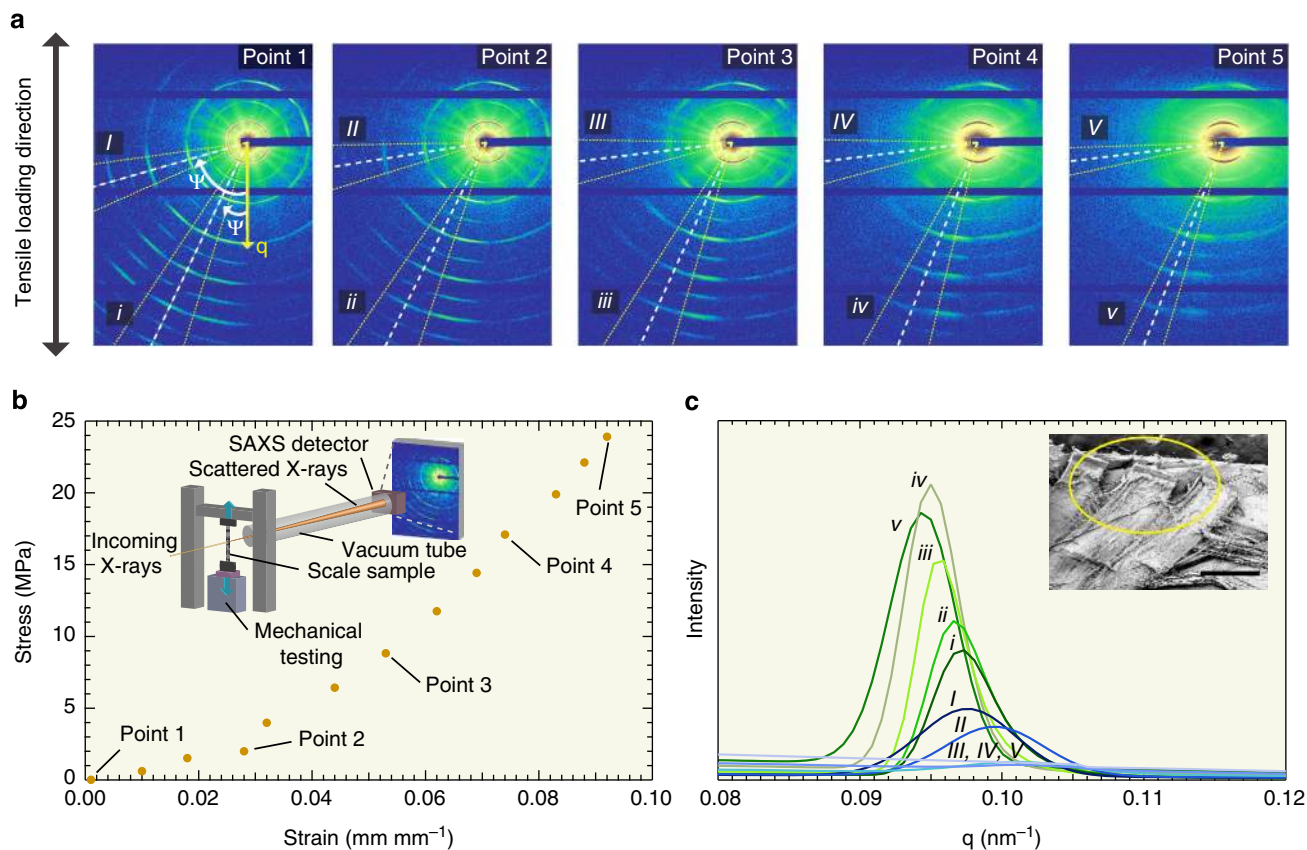 a
Tensile loading direction
Point 1
I
Ψ
Ψ
q
i
Point 2
II
ii
Point 3
III
iii
Point 4
IV
iv
Point 5
V
v
b
Stress (MPa)
25
20
15
10
5
0
0.00
0.02
0.04
0.06
0.08
0.10
Strain (mm mm⁻¹)
SAXS detector
Scattered X-rays
Incoming
X-rays
Vacuum tube
Scale sample
Mechanical
testing
Point 1
Point 2
Point 3
Point 4
Point 5
c
Intensity
iv
v
iii
ii
i
I
II
III, IV, V
0.08
0.09
0.10
0.11
0.12
q (nm⁻¹)